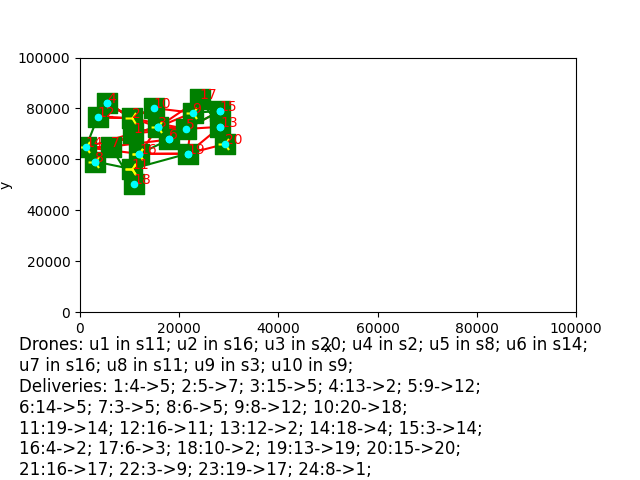 100000
80000
60000
40000
20000
0
y
0 20000 40000 60000 80000 100000
x
Drones: u1 in s11; u2 in s16; u3 in s20; u4 in s2; u5 in s8; u6 in s14;
u7 in s16; u8 in s11; u9 in s3; u10 in s9;
Deliveries: 1:4->5; 2:5->7; 3:15->5; 4:13->2; 5:9->12;
6:14->5; 7:3->5; 8:6->5; 9:8->12; 10:20->18;
11:19->14; 12:16->11; 13:12->2; 14:18->4; 15:3->14;
16:4->2; 17:6->3; 18:10->2; 19:13->19; 20:15->20;
21:16->17; 22:3->9; 23:19->17; 24:8->1;